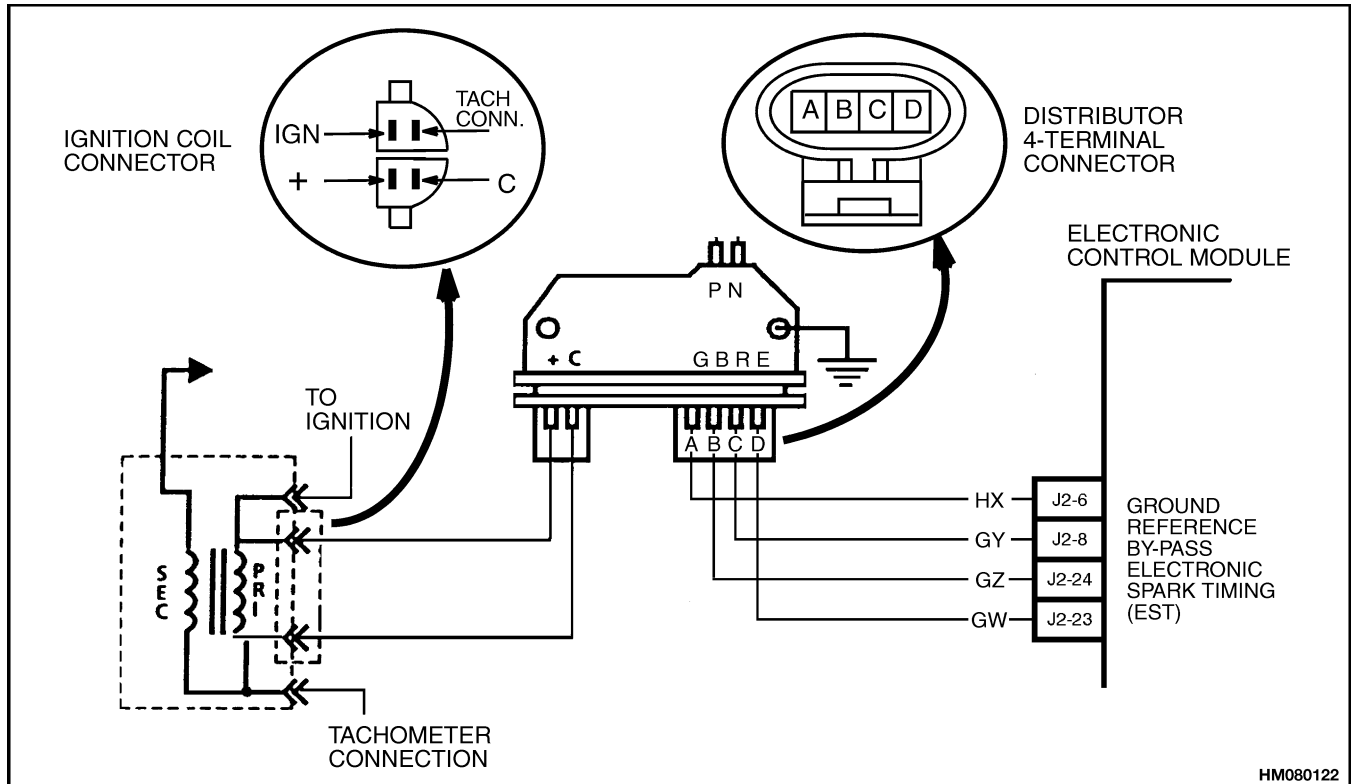 IGNITION COIL
CONNECTOR
IGN
TACH
CONN.
+
C
A B C D
DISTRIBUTOR
4-TERMINAL
CONNECTOR
ELECTRONIC
CONTROL MODULE
P N
+ C
G B R E
TO
IGNITION
A B C D
SEC
PRI
HX
J2-6
GY
J2-8
GZ
J2-24
GW
J2-23
GROUND
REFERENCE
BY-PASS
ELECTRONIC
SPARK TIMING
(EST)
TACHOMETER
CONNECTION
HM080122